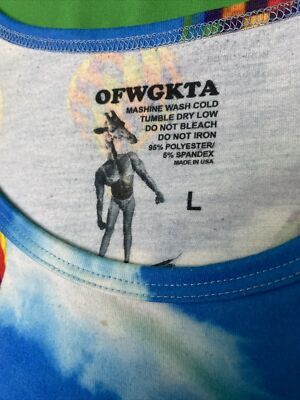 OFWGKTA
MASHINE WASH COLD
TUMBLE DRY LOW
DO NOT BLEACH
DO NOT IRON
95% POLYESTER/
5% SPANDEX
MADE IN USA
L